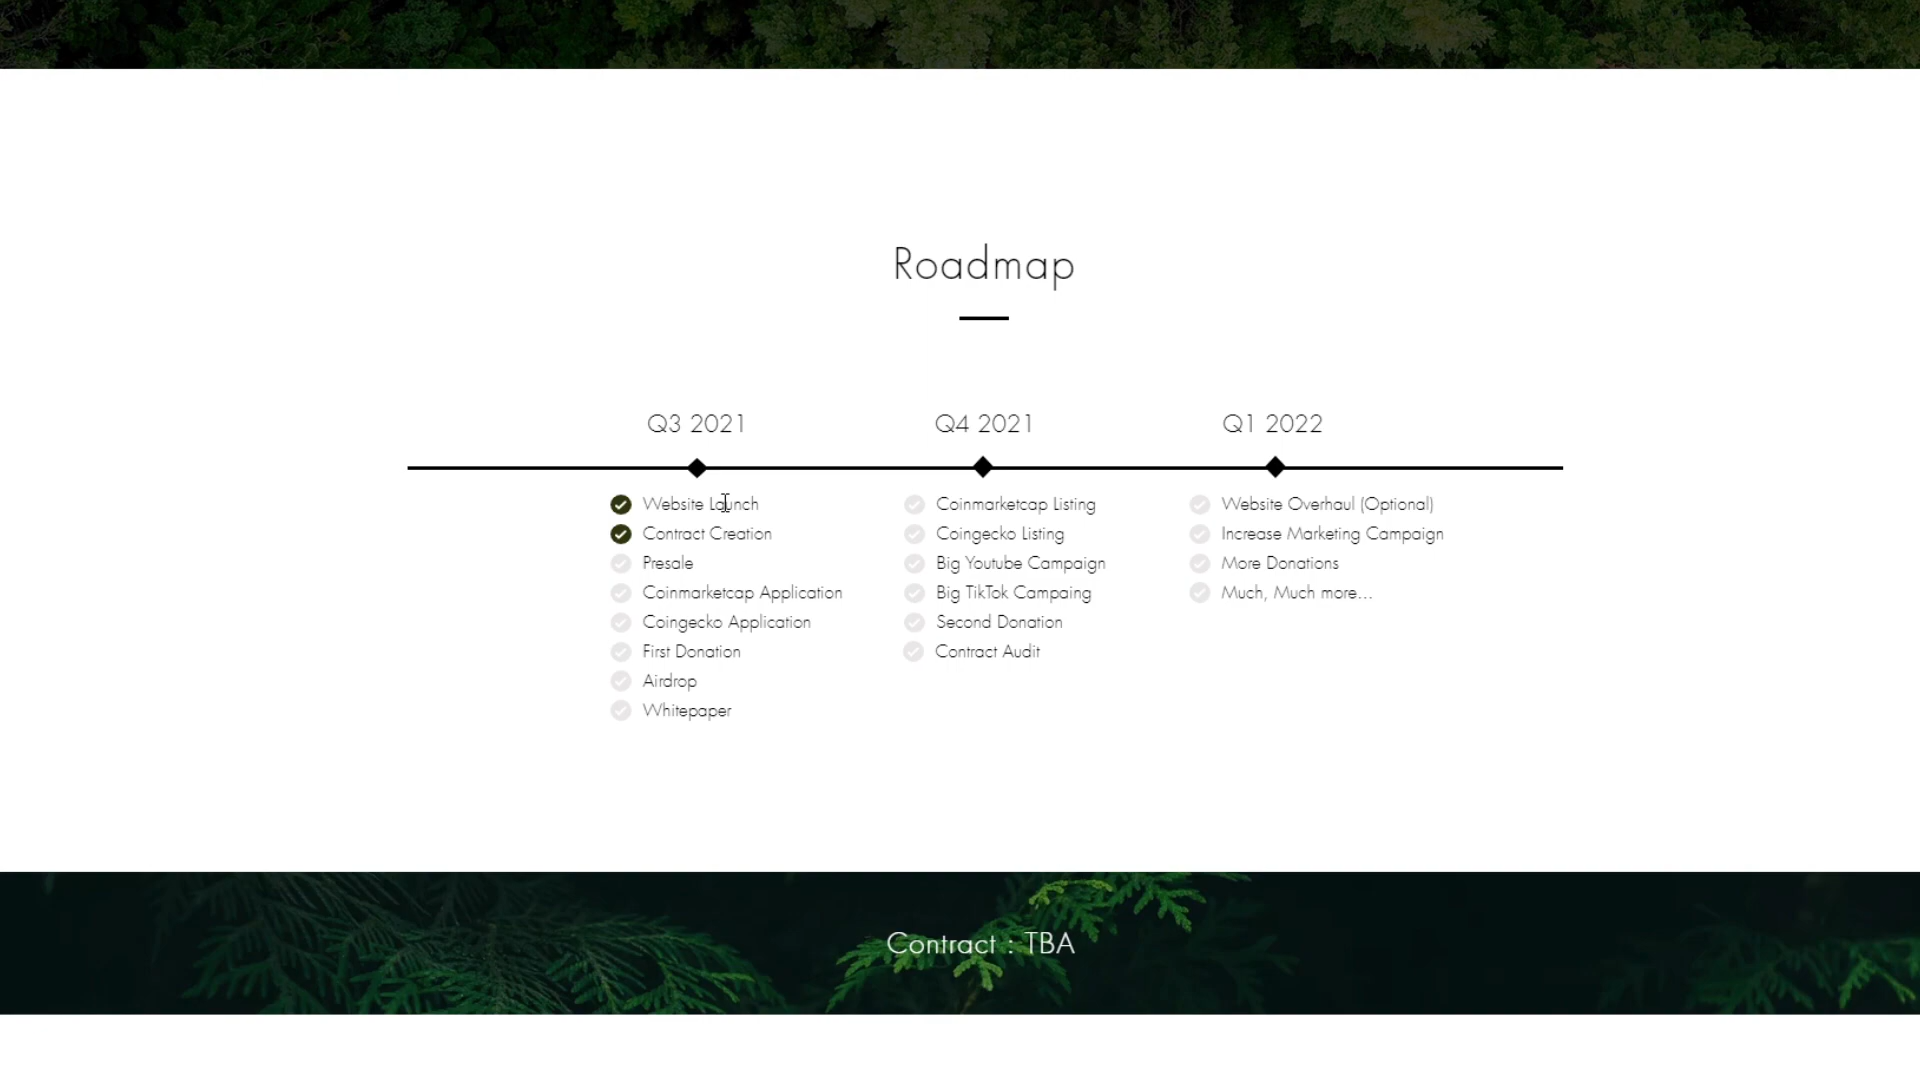 Roadmap
Q3 2021
Website Launch
Contract Creation
Presale
Coinmarketcap Application
Coingecko Application
First Donation
Airdrop
Whitepaper
Q4 2021
Coinmarketcap Listing
Coingecko Listing
Big Youtube Campaign
Big TikTok Campaing
Second Donation
Contract Audit
Q1 2022
Website Overhaul (Optional)
Increase Marketing Campaign
More Donations
Much, Much more...
Contract : TBA